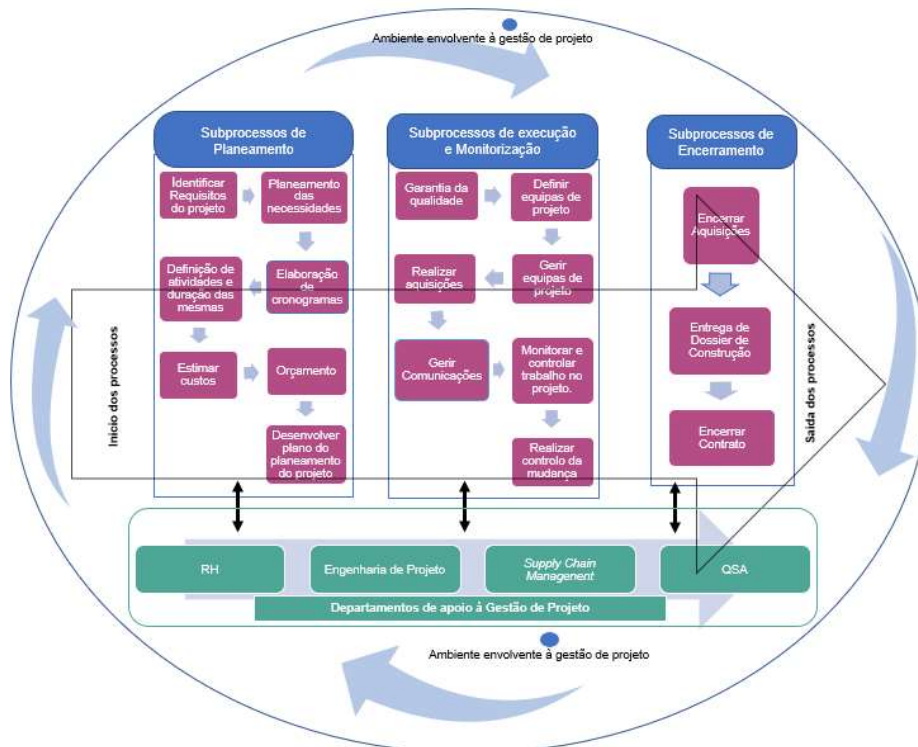 Ambiente envolvente à gestão de projeto
Subprocessos de
Planeamento
Identificar
Requisitos
do projeto
Planeamento
das
necessidades
Definição de
atividades e
duração das
mesmas
Elaboração
de
cronogramas
Estimar
custos
Orçamento
Desenvolver
plano do
planeamento
do projeto
Subprocessos de execução
e Monitorização
Garantia da
qualidade
Definir
equipas de
projeto
Realizar
aquisições
Gerir
equipas de
projeto
Gerir
Comunicações
Monitorar e
controlar
trabalho no
projeto.
Realizar
controlo da
mudança
Subprocessos de
Encerramento
Encerrar
Aquisições
Entrega de
Dossier de
Construção
Encerrar
Contrato
Inicio dos processos
Saída dos processos
RH
Engenharia de Projeto
Supply Chain
Management
QSA
Departamentos de apoio à Gestão de Projeto
Ambiente envolvente à gestão de projeto